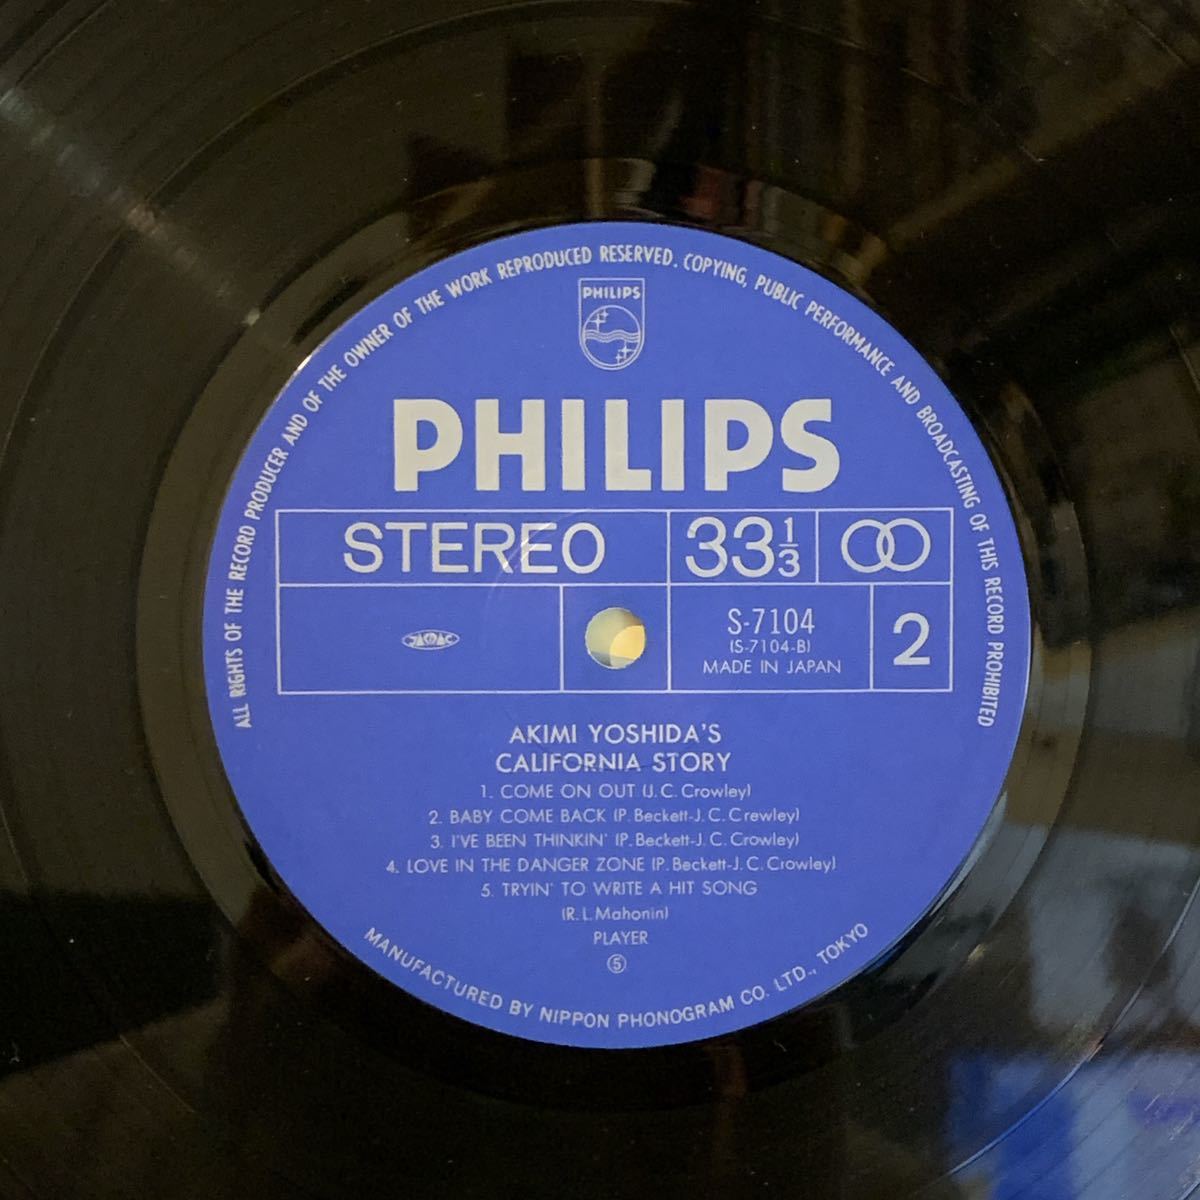 ALL RIGHTS OF THE RECORD PRODUCER AND OF THE OWNER OF THE WORK REPRODUCED RESERVED. COPYING, PUBLIC PERFORMANCE AND BROADCASTING OF THIS RECORD PROHIBITED
PHILIPS
PHILIPS
STEREO
33 1/3
JASRAC
S-7104
(S-7104-B)
MADE IN JAPAN
2
AKIMI YOSHIDA'S
CALIFORNIA STORY
1. COME ON OUT (J. C. Crowley)
2. BABY COME BACK (P. Beckett-J. C. Crewley)
3. I'VE BEEN THINKIN' (P. Beckett-J. C. Crowley)
4. LOVE IN THE DANGER ZONE (P. Beckett-J. C. Crowley)
5. TRYIN' TO WRITE A HIT SONG
(R. L. Mahonin)
PLAYER
⑤
MANUFACTURED BY NIPPON PHONOGRAM CO. LTD., TOKYO